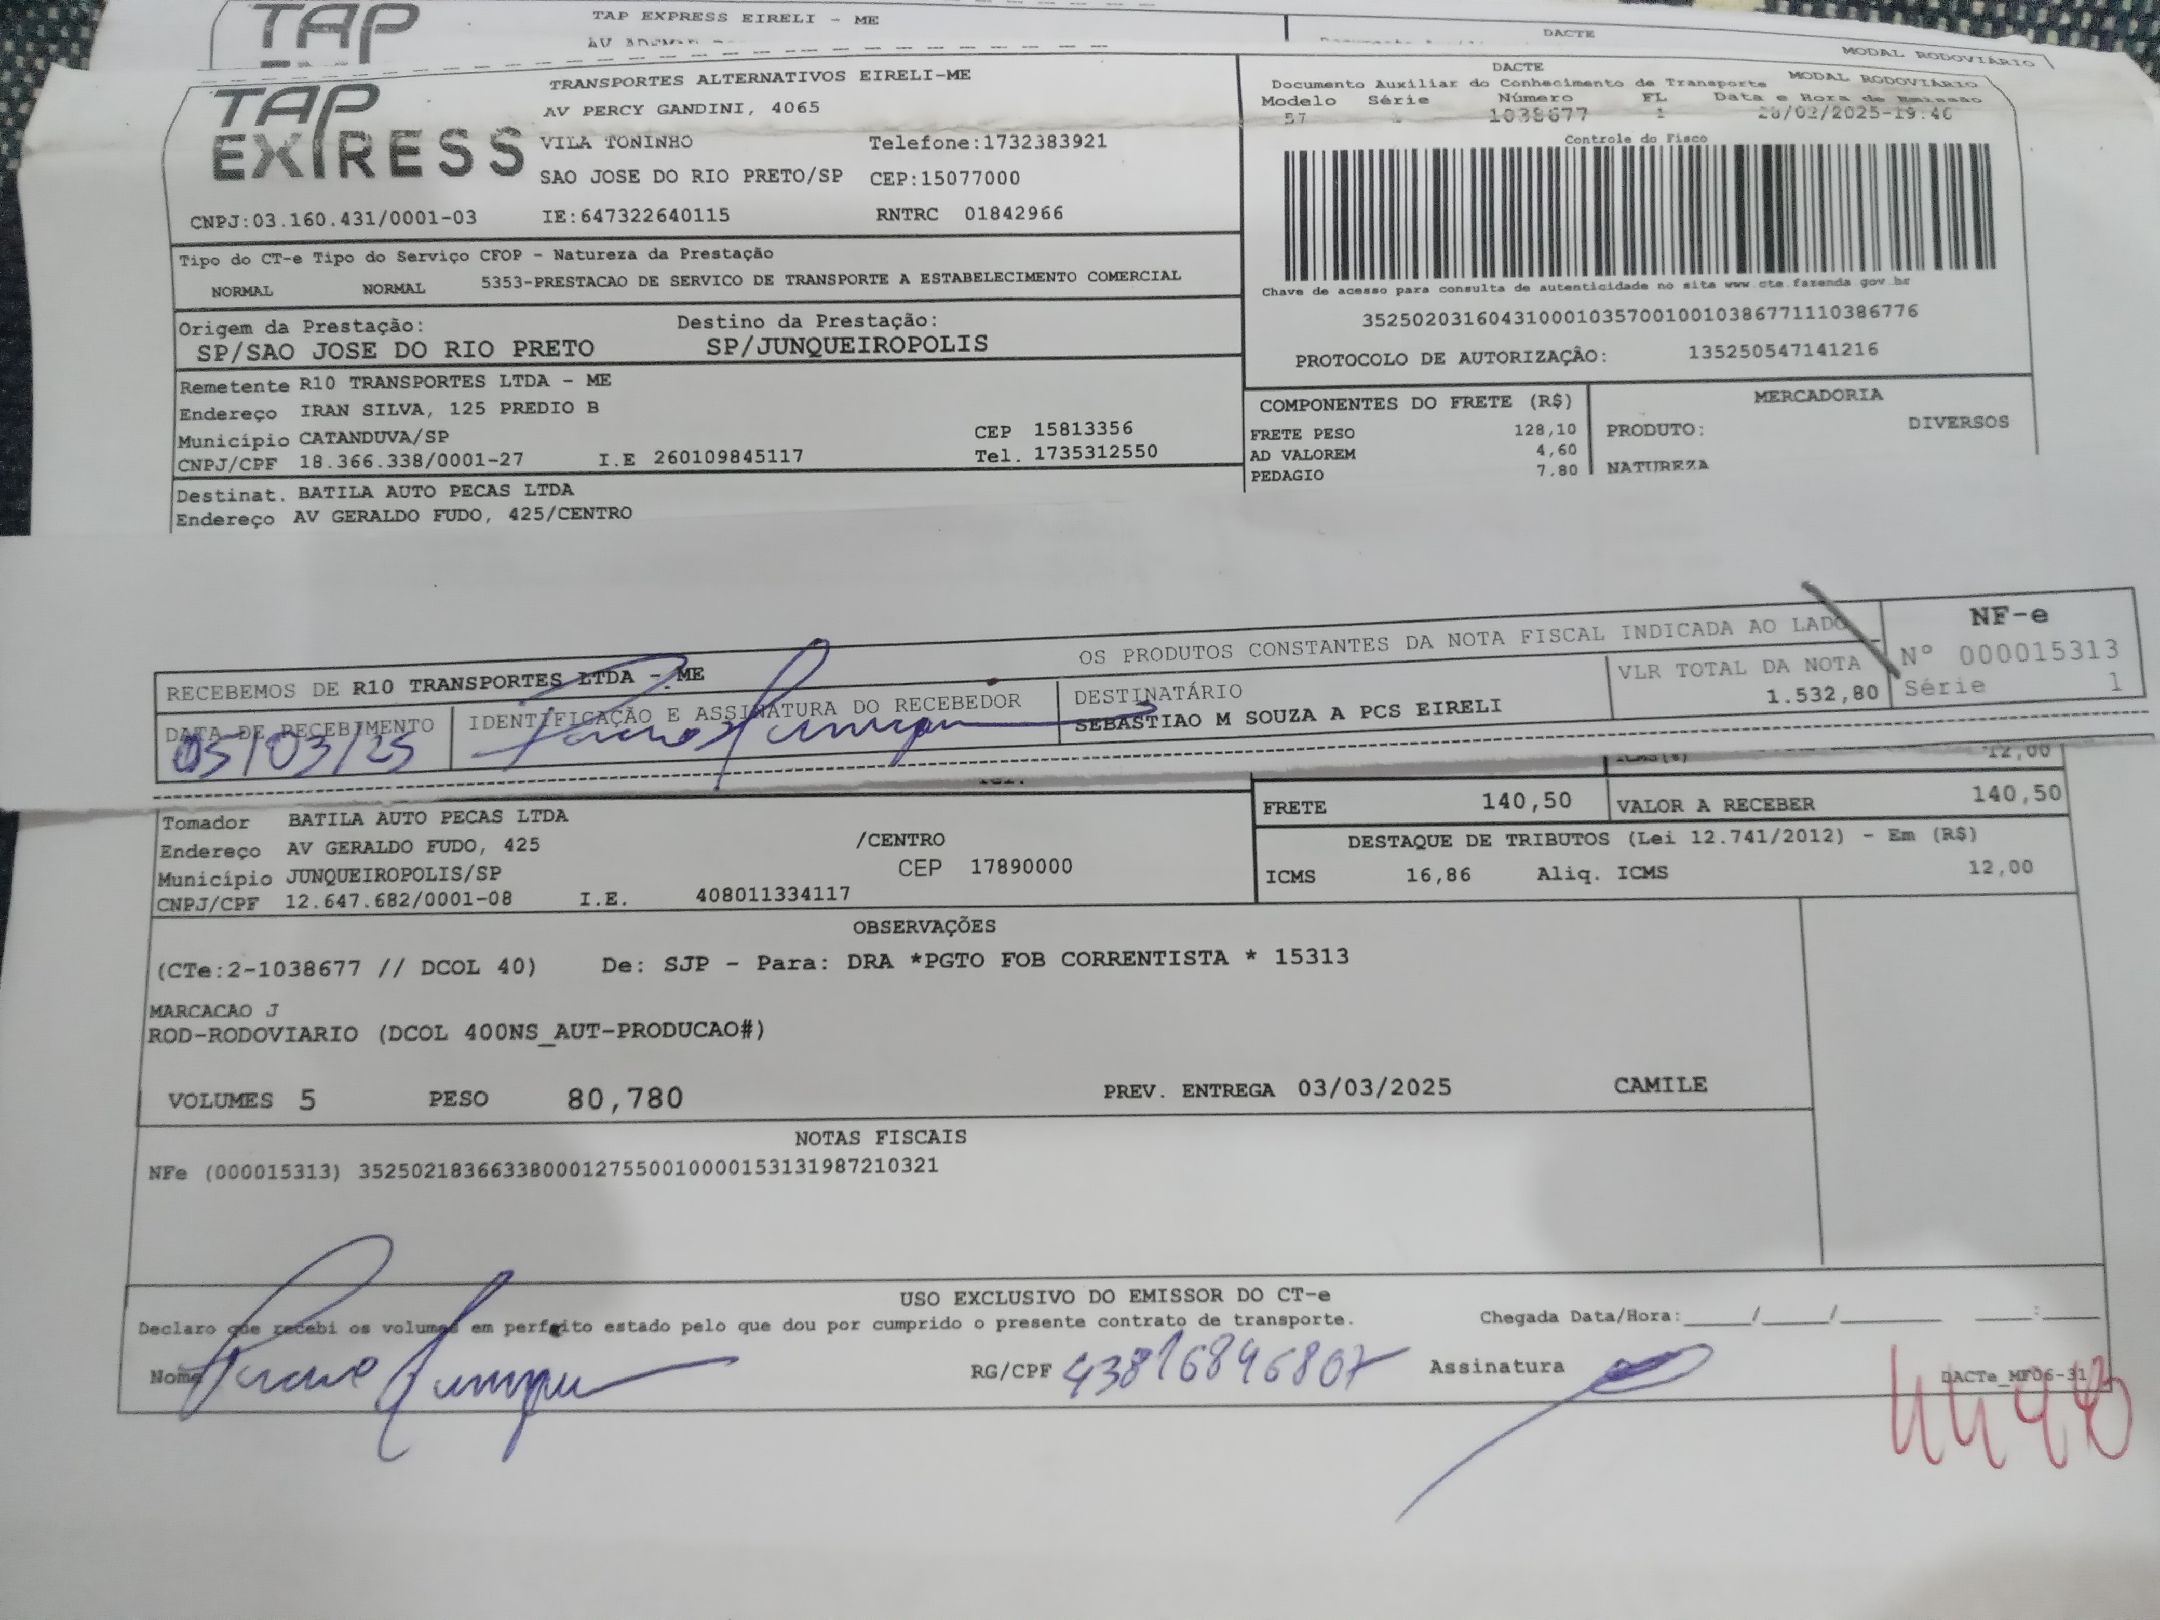 TAP
TAP EXPRESS EIRELI - ME
DACTE
MODAL RODOVIÁRIO
TAP
EXPRESS
TRANSPORTES ALTERNATIVOS EIRELI-ME
AV PERCY GANDINI, 4065
VILA TONINHO
Telefone:1732383921
SAO JOSE DO RIO PRETO/SP CEP:15077000
CNPJ:03.160.431/0001-03
IE:647322640115
RNTRC 01842966
DACTE
MODAL RODOVIÁRIO
Documento Auxiliar do Conhecimento de Transporte
Modelo Série Número FL Data e Hora de Emissão
57 1038677 1
Controle do Fisco
Chave de acesso para consulta de autenticidade no site www.cte.fazenda gov.br
35250203160431000103570010010386771110386776
PROTOCOLO DE AUTORIZAÇÃO: 135250547141216
Tipo do CT-e Tipo do Serviço CFOP - Natureza da Prestação
NORMAL NORMAL 5353-PRESTACAO DE SERVICO DE TRANSPORTE A ESTABELECIMENTO COMERCIAL
Origem da Prestação: Destino da Prestação:
SP/SAO JOSE DO RIO PRETO SP/JUNQUEIROPOLIS
Remetente R10 TRANSPORTES LTDA - ME
Endereço IRAN SILVA, 125 PREDIO B
Município CATANDUVA/SP CEP 15813356
CNPJ/CPF 18.366.338/0001-27 I.E 260109845117 Tel. 1735312550
Destinat. BATILA AUTO PECAS LTDA
Endereço AV GERALDO FUDO, 425/CENTRO
COMPONENTES DO FRETE (R$)
FRETE PESO 128,10
AD VALOREM 4,60
PEDAGIO 7,80
MERCADORIA
PRODUTO: DIVERSOS
NATUREZA
RECEBEMOS DE R10 TRANSPORTES LTDA - ME OS PRODUTOS CONSTANTES DA NOTA FISCAL INDICADA AO LADO
DATA DE RECEBIMENTO
05/03/25
IDENTIFICAÇÃO E ASSINATURA DO RECEBEDOR
DESTINATÁRIO
SEBASTIAO M SOUZA A PCS EIRELI
VLR TOTAL DA NOTA
1.532,80
NF-e
Nº 000015313
Série 1
12,00
FRETE 140,50 VALOR A RECEBER 140,50
Tomador BATILA AUTO PECAS LTDA
Endereço AV GERALDO FUDO, 425 /CENTRO
Município JUNQUEIROPOLIS/SP CEP 17890000
CNPJ/CPF 12.647.682/0001-08 I.E. 408011334117
DESTAQUE DE TRIBUTOS (Lei 12.741/2012) - Em (R$)
ICMS 16,86 Aliq. ICMS 12,00
OBSERVAÇÕES
(CTe:2-1038677 // DCOL 40) De: SJP - Para: DRA *PGTO FOB CORRENTISTA * 15313
MARCACAO J
ROD-RODOVIARIO (DCOL 400NS_AUT-PRODUCAO#)
VOLUMES 5 PESO 80,780 PREV. ENTREGA 03/03/2025 CAMILE
NOTAS FISCAIS
NFe (000015313) 35250218366338000127550010000153131987210321
USO EXCLUSIVO DO EMISSOR DO CT-e
Declaro que recebi os volumes em perfeito estado pelo que dou por cumprido o presente contrato de transporte.
Chegada Data/Hora:_____/_____/________ ____:____
Nome
RG/CPF 43816846807
Assinatura
DACTe_MF06-31